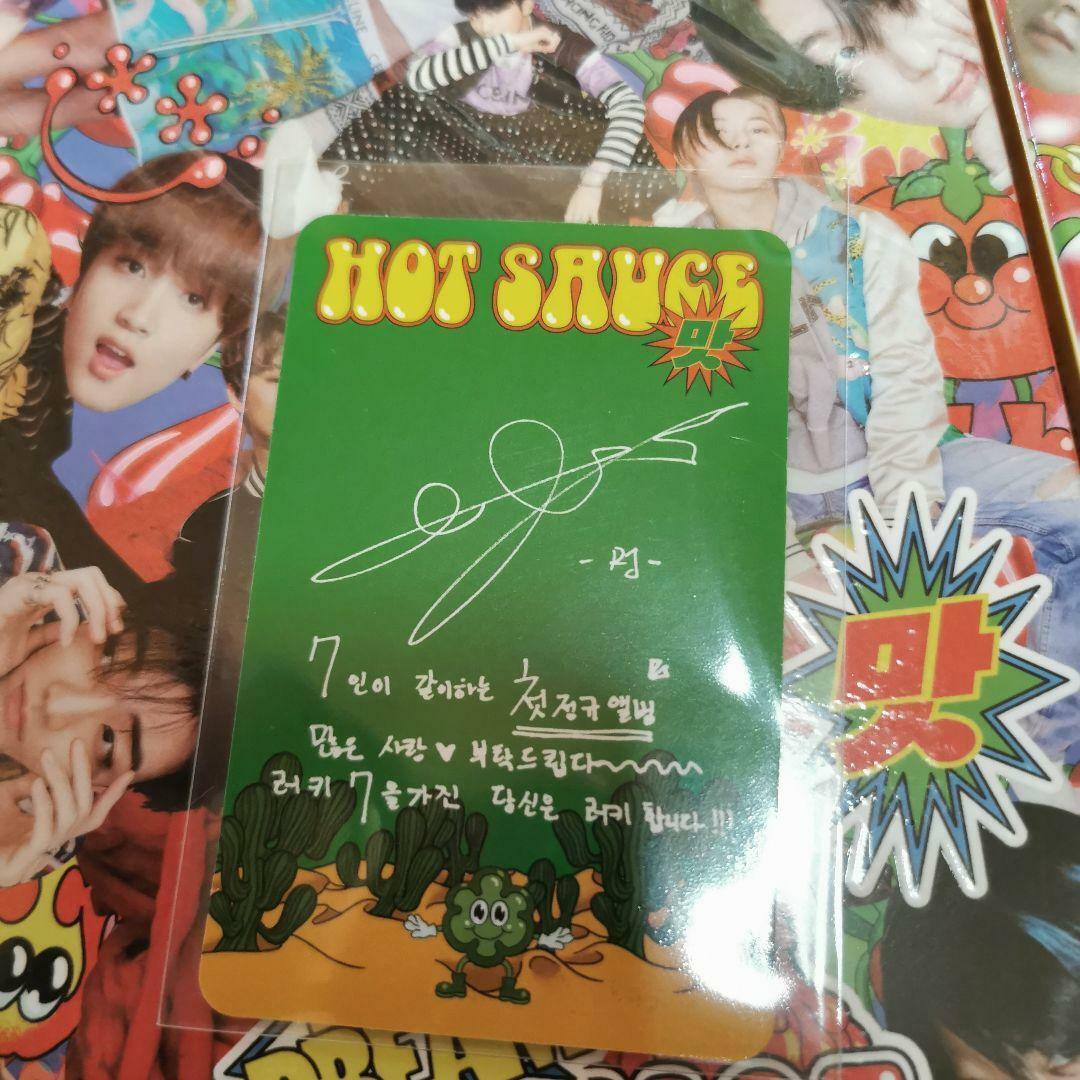 HOT SAUCE
맛
7인이 같이하는 첫 정규앨범
많은 사랑♥ 부탁드립니다~~~~
러키 7을 가진 당신은 러키 합니다!!!
맛